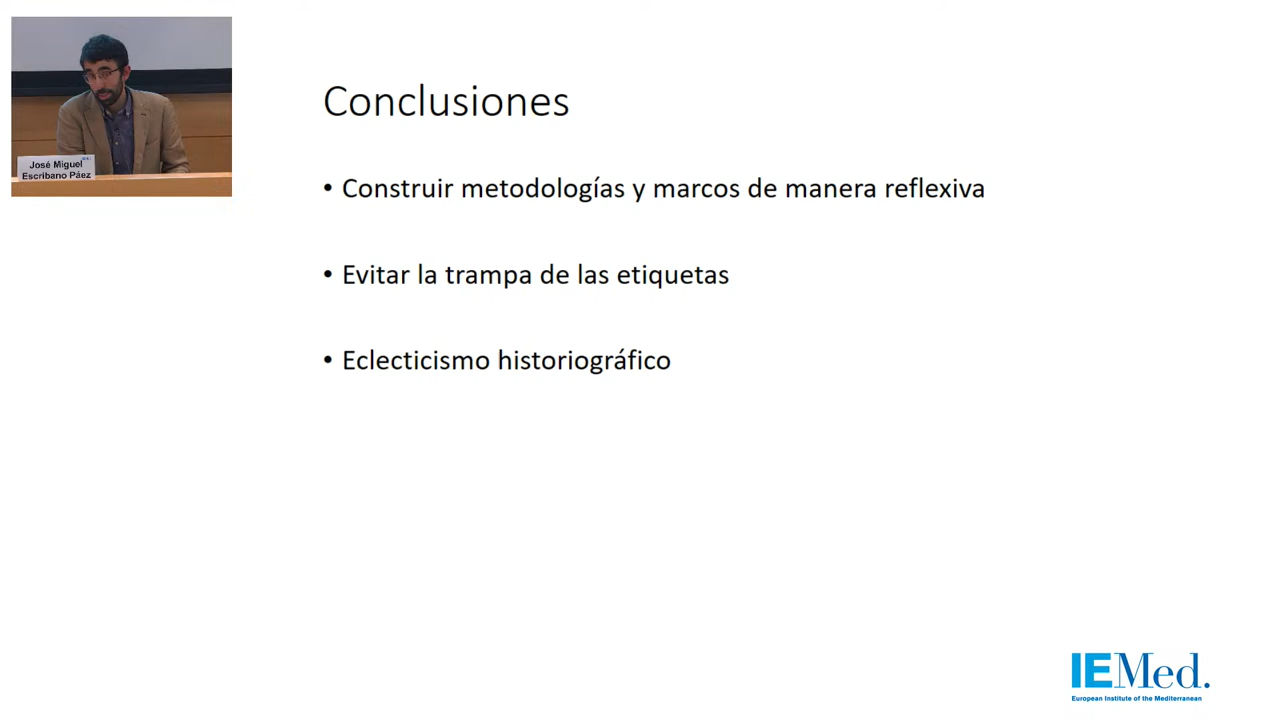 José Miguel
Escribano Páez
Conclusiones
• Construir metodologías y marcos de manera reflexiva
• Evitar la trampa de las etiquetas
• Eclecticismo historiográfico
IEMed.
European Institute of the Mediterranean